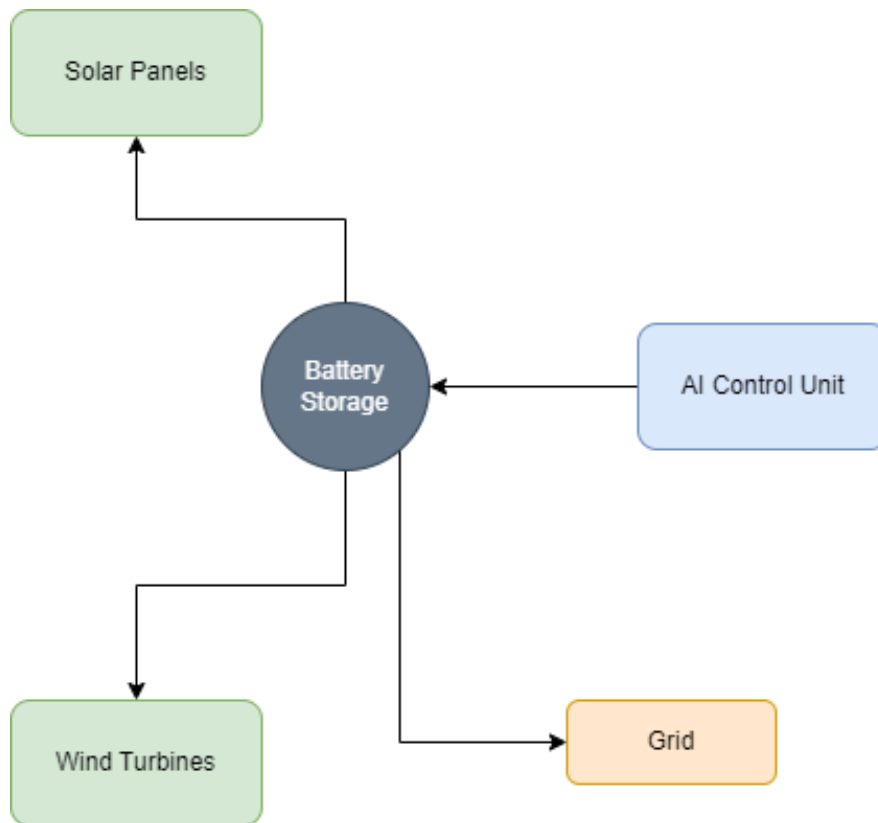 Solar Panels
Battery
Storage
AI Control Unit
Wind Turbines
Grid